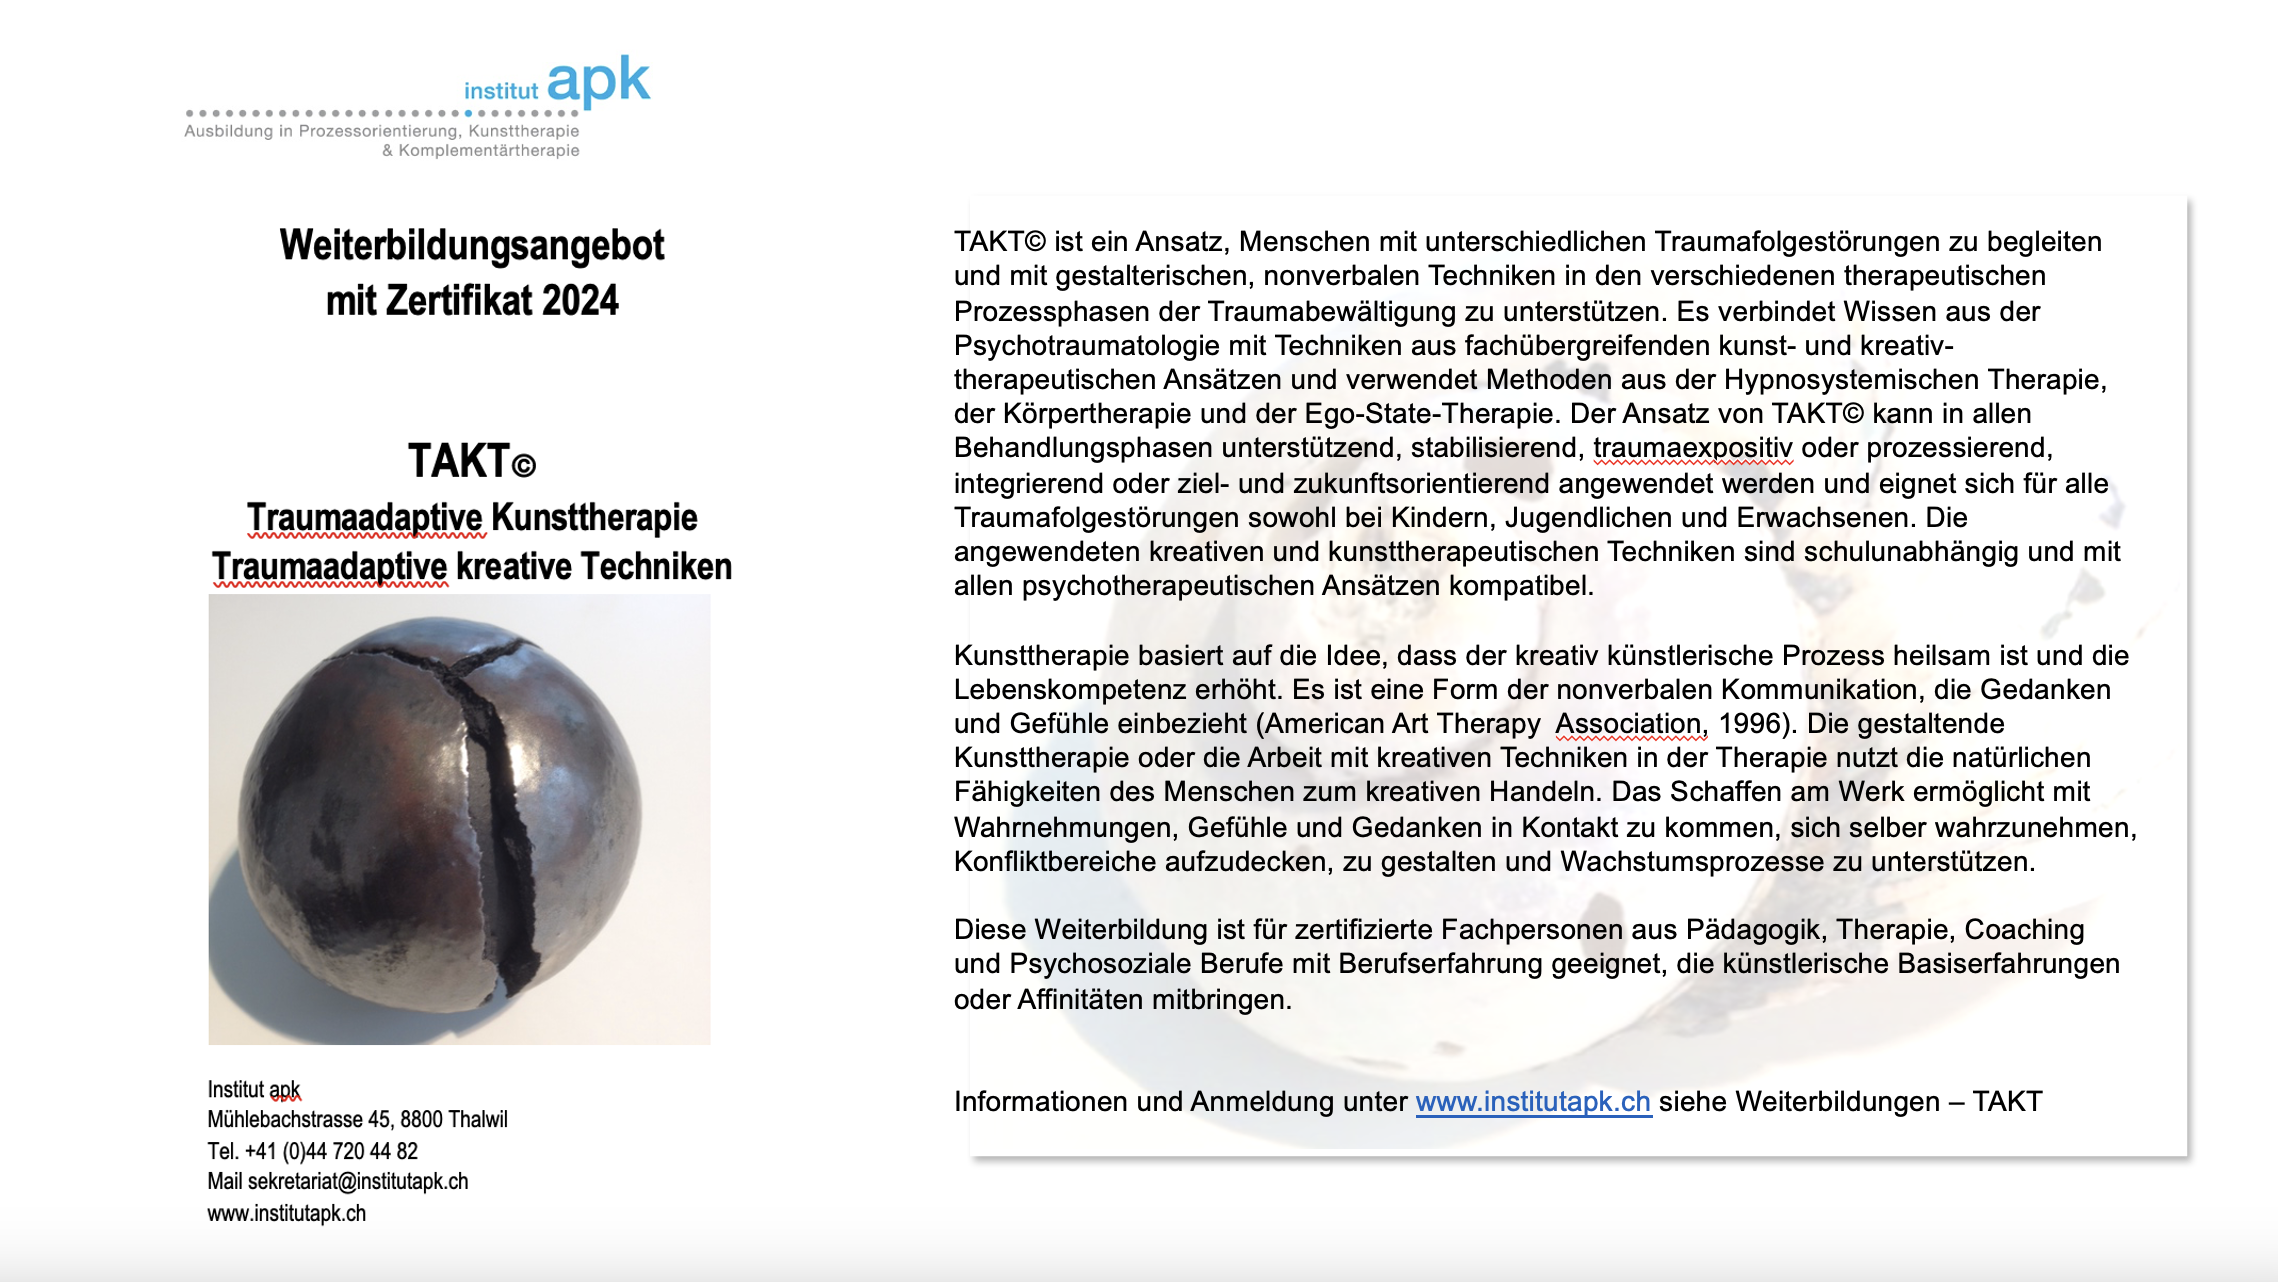 institut apk
Ausbildung in Prozessorientierung, Kunsttherapie
& Komplementärtherapie
Weiterbildungsangebot
mit Zertifikat 2024
TAKT©
Traumaadaptive Kunsttherapie
Traumaadaptive kreative Techniken
Institut apk
Mühlebachstrasse 45, 8800 Thalwil
Tel. +41 (0)44 720 44 82
Mail sekretariat@institutapk.ch
www.institutapk.ch
TAKT© ist ein Ansatz, Menschen mit unterschiedlichen Traumafolgestörungen zu begleiten
und mit gestalterischen, nonverbalen Techniken in den verschiedenen therapeutischen
Prozessphasen der Traumabewältigung zu unterstützen. Es verbindet Wissen aus der
Psychotraumatologie mit Techniken aus fachübergreifenden kunst- und kreativ-
therapeutischen Ansätzen und verwendet Methoden aus der Hypnosystemischen Therapie,
der Körpertherapie und der Ego-State-Therapie. Der Ansatz von TAKT© kann in allen
Behandlungsphasen unterstützend, stabilisierend, traumaexpositiv oder prozessierend,
integrierend oder ziel- und zukunftsorientierend angewendet werden und eignet sich für alle
Traumafolgestörungen sowohl bei Kindern, Jugendlichen und Erwachsenen. Die
angewendeten kreativen und kunsttherapeutischen Techniken sind schulunabhängig und mit
allen psychotherapeutischen Ansätzen kompatibel.
Kunsttherapie basiert auf die Idee, dass der kreativ künstlerische Prozess heilsam ist und die
Lebenskompetenz erhöht. Es ist eine Form der nonverbalen Kommunikation, die Gedanken
und Gefühle einbezieht (American Art Therapy Association, 1996). Die gestaltende
Kunsttherapie oder die Arbeit mit kreativen Techniken in der Therapie nutzt die natürlichen
Fähigkeiten des Menschen zum kreativen Handeln. Das Schaffen am Werk ermöglicht mit
Wahrnehmungen, Gefühle und Gedanken in Kontakt zu kommen, sich selber wahrzunehmen,
Konfliktbereiche aufzudecken, zu gestalten und Wachstumsprozesse zu unterstützen.
Diese Weiterbildung ist für zertifizierte Fachpersonen aus Pädagogik, Therapie, Coaching
und Psychosoziale Berufe mit Berufserfahrung geeignet, die künstlerische Basiserfahrungen
oder Affinitäten mitbringen.
Informationen und Anmeldung unter www.institutapk.ch siehe Weiterbildungen – TAKT